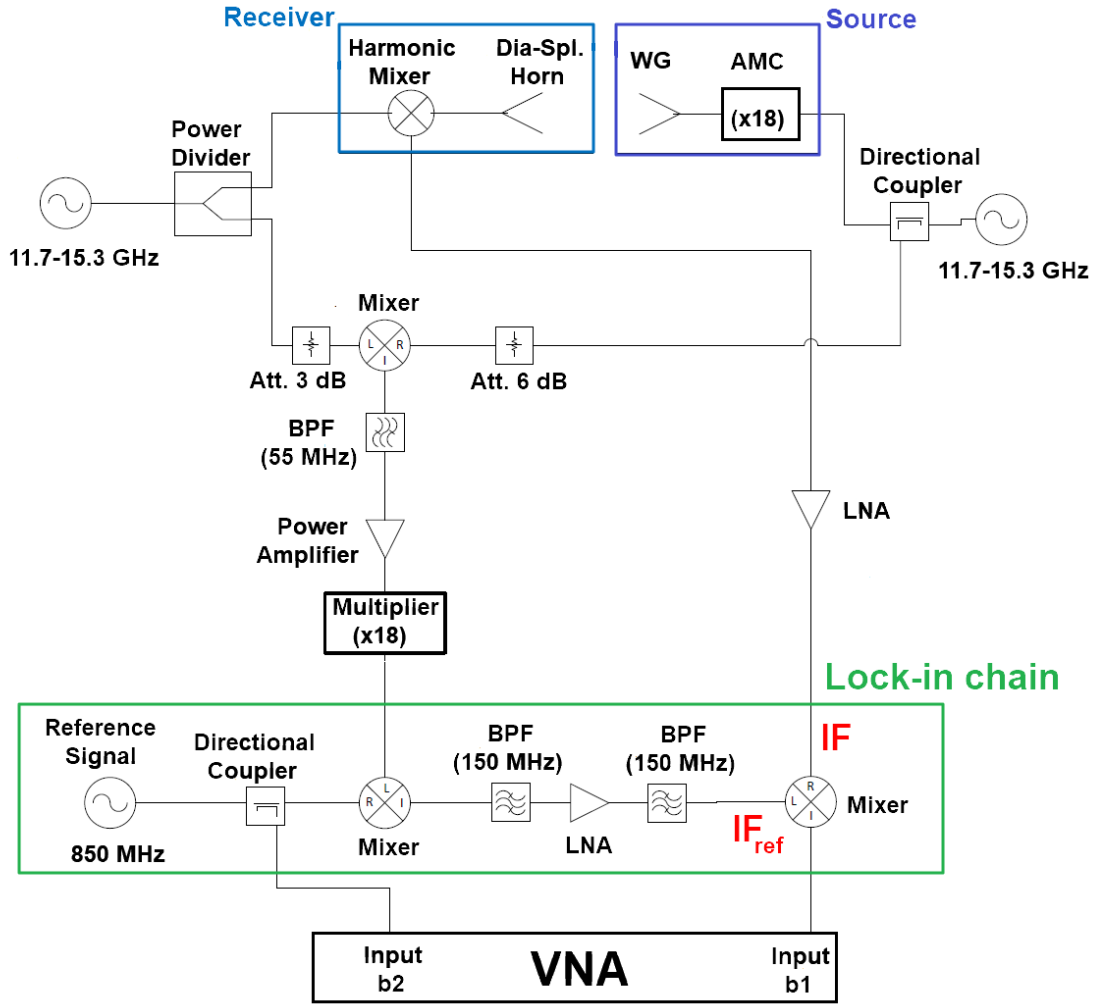 Receiver
Source
Harmonic
Mixer
Dia-Spl.
Horn
WG
AMC
(x18)
Power
Divider
Directional
Coupler
11.7-15.3 GHz
11.7-15.3 GHz
Mixer
L
R
I
Att. 3 dB
Att. 6 dB
BPF
(55 MHz)
LNA
Power
Amplifier
Multiplier
(x18)
Lock-in chain
Reference
Signal
Directional
Coupler
BPF
(150 MHz)
BPF
(150 MHz)
IF
L
R
I
R
L
I
Mixer
850 MHz
Mixer
LNA
IFref
Input
b2
VNA
Input
b1